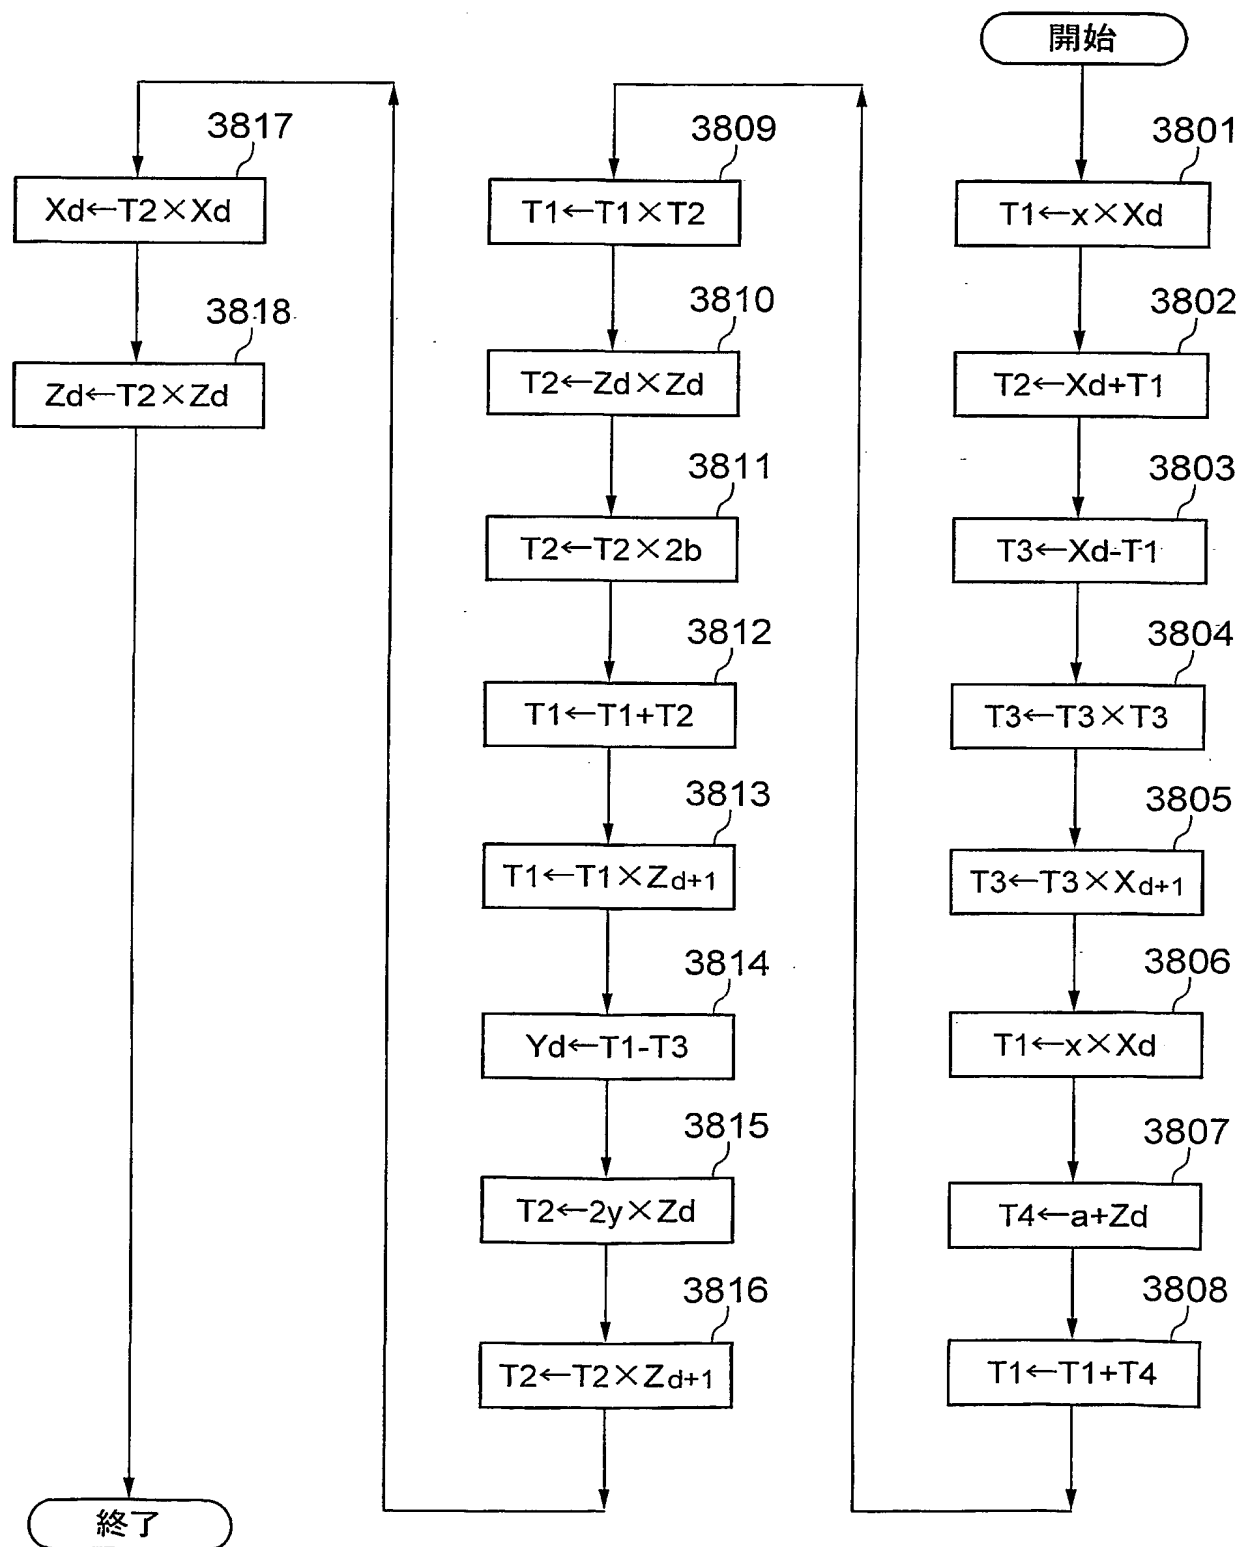 開始
3801
T1←x×Xd
3802
T2←Xd+T1
3803
T3←Xd-T1
3804
T3←T3×T3
3805
T3←T3×Xd+1
3806
T1←x×Xd
3807
T4←a+Zd
3808
T1←T1+T4
3809
T1←T1×T2
3810
T2←Zd×Zd
3811
T2←T2×2b
3812
T1←T1+T2
3813
T1←T1×Zd+1
3814
Yd←T1-T3
3815
T2←2y×Zd
3816
T2←T2×Zd+1
3817
Xd←T2×Xd
3818
Zd←T2×Zd
終了